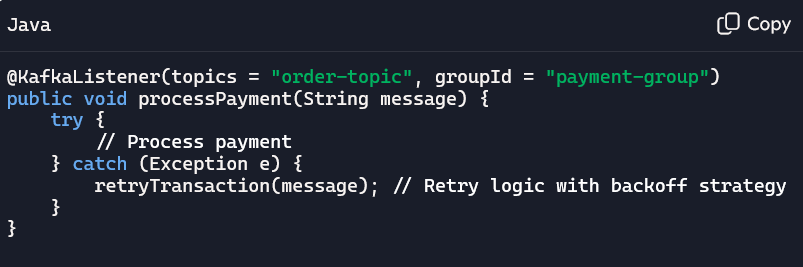 Java
Copy
@KafkaListener(topics = "order-topic", groupId = "payment-group")
public void processPayment(String message) {
    try {
        // Process payment
    } catch (Exception e) {
        retryTransaction(message); // Retry logic with backoff strategy
    }
}